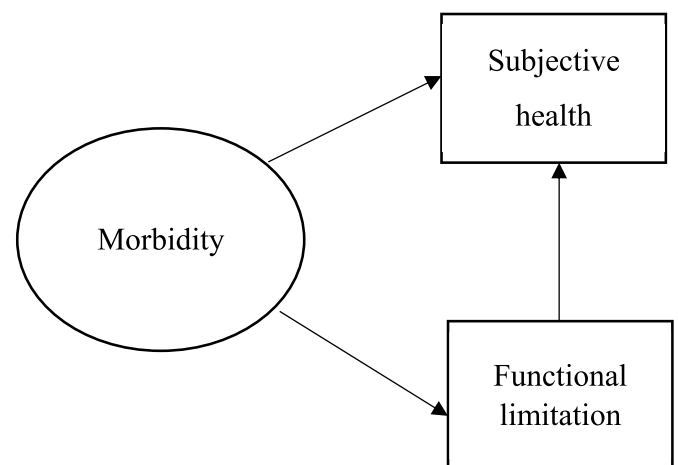 Subjective
health
Morbidity
Functional
limitation